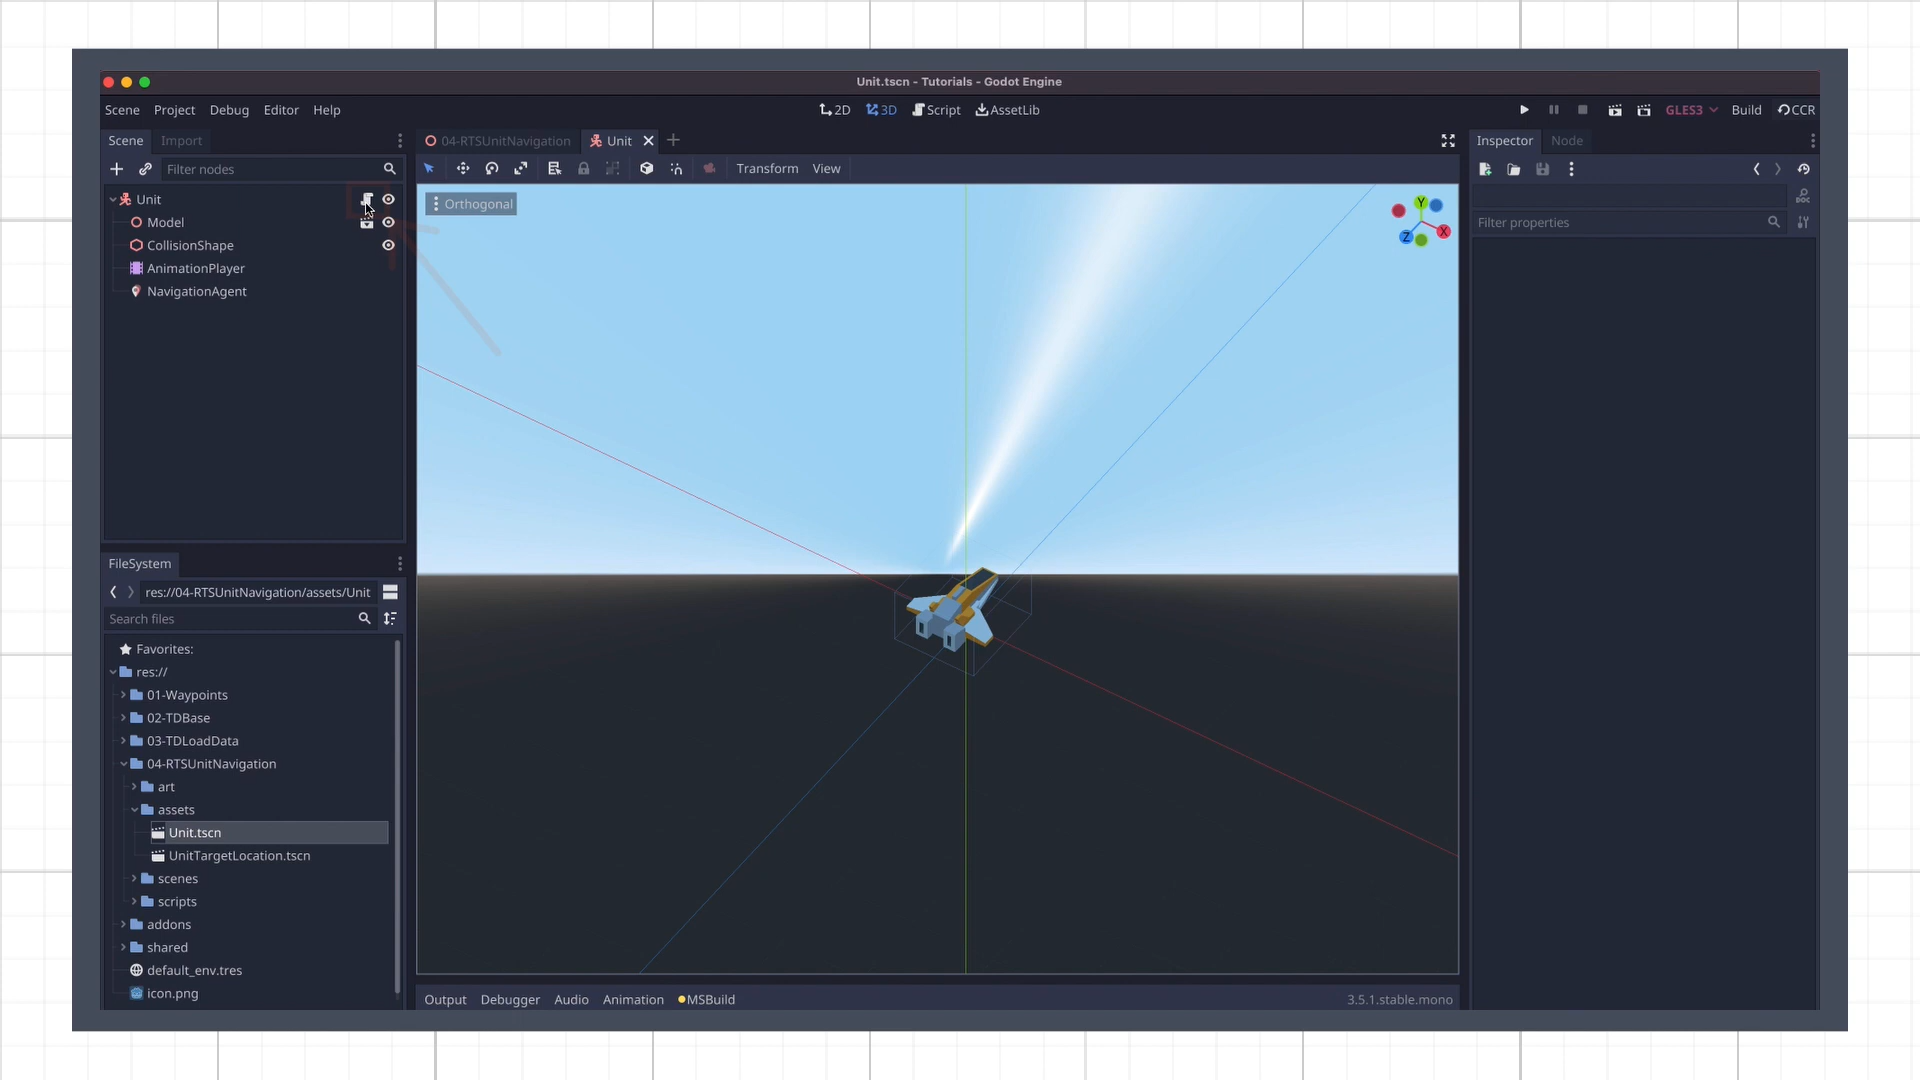 Unit.tscn - Tutorials - Godot Engine
Scene Project Debug Editor Help
2D 3D Script AssetLib
GLES3 Build CCR
Scene Import
04-RTSUnitNavigation Unit
Inspector Node
Filter nodes
Transform View
Unit
Orthogonal
Y
X
Z
Filter properties
DOC
Model
CollisionShape
AnimationPlayer
NavigationAgent
FileSystem
res://04-RTSUnitNavigation/assets/Unit
Search files
Favorites:
res://
01-Waypoints
02-TDBase
03-TDLoadData
04-RTSUnitNavigation
art
assets
Unit.tscn
UnitTargetLocation.tscn
scenes
scripts
addons
shared
default_env.tres
icon.png
Output Debugger Audio Animation MSBuild
3.5.1.stable.mono